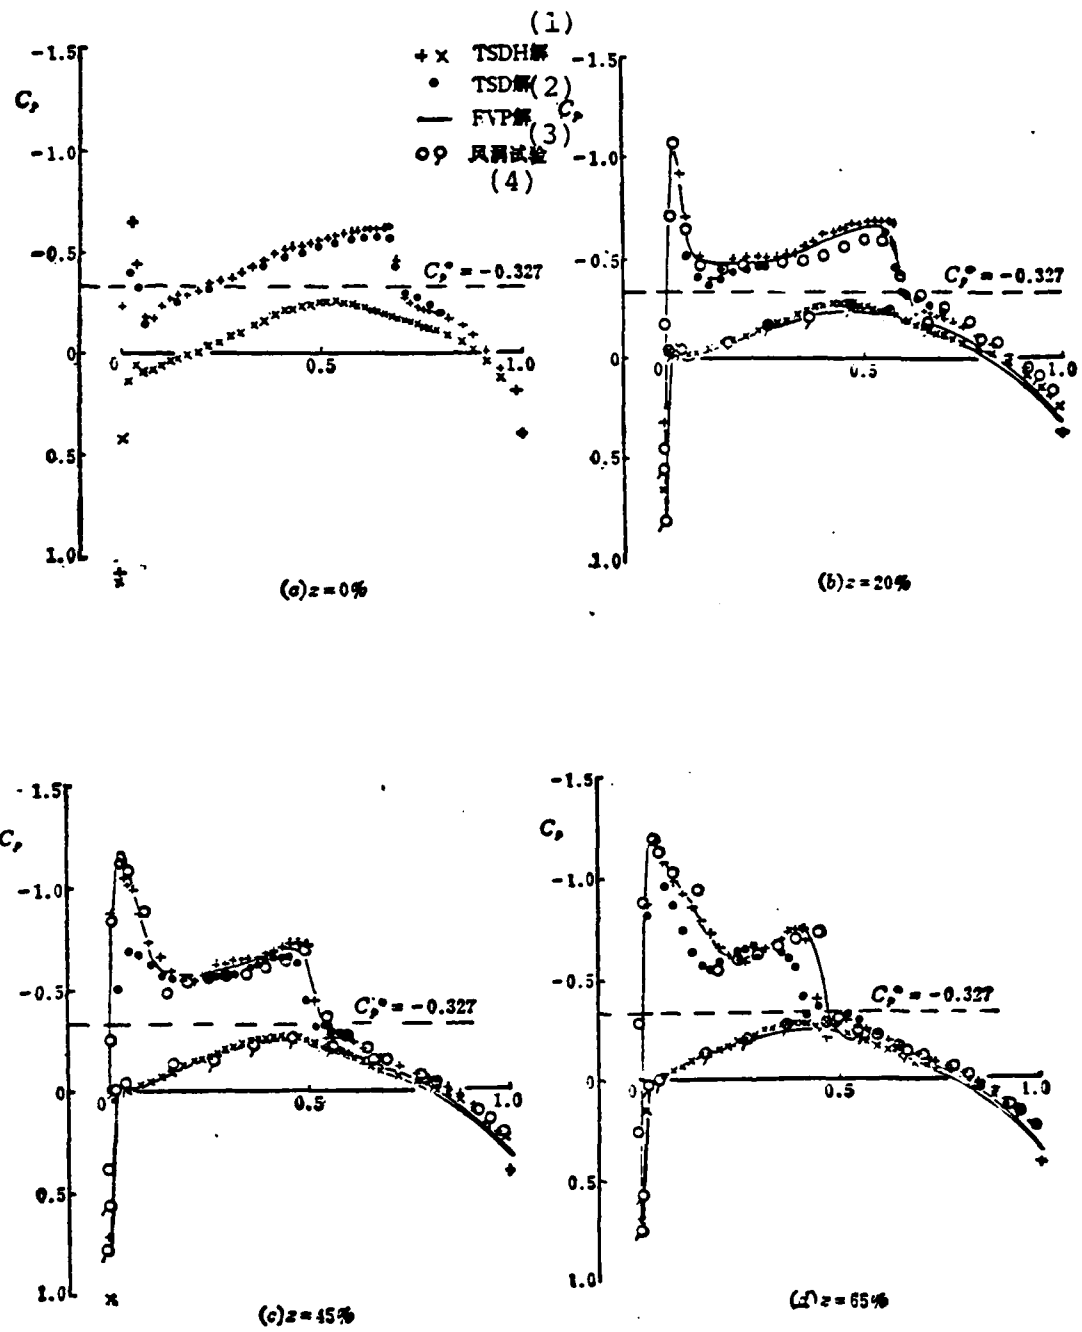 (1)
+ × TSDH解
• TSD解 (2)
— FVP解 (3)
风洞试验
(4)
-1.5
C_p
-1.0
-0.5
C_p* = -0.327
0
0 0.5 1.0
0.5
1.0
(a) z = 0%
-1.5
C_p
-1.0
-0.5
C_p* = -0.327
0
0 0.5 1.0
0.5
1.0
(b) z = 20%
-1.5
C_p
-1.0
-0.5
C_p* = -0.327
0
0 0.5 1.0
0.5
1.0
(c) z = 45%
-1.5
C_p
-1.0
-0.5
C_p* = -0.327
0
0 0.5 1.0
0.5
1.0
(d) z = 65%